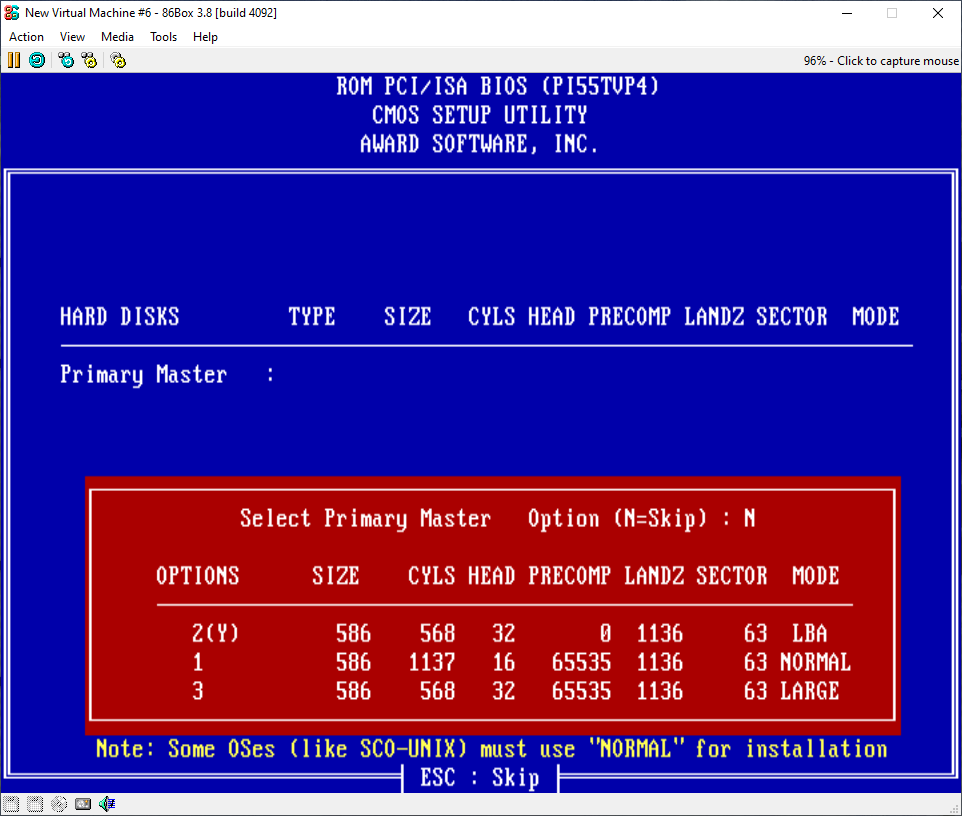 New Virtual Machine #6 - 86Box 3.8 [build 4092]
Action View Media Tools Help
96% - Click to capture mouse
ROM PCI/ISA BIOS (PI55TVP4)
CMOS SETUP UTILITY
AWARD SOFTWARE, INC.
HARD DISKS TYPE SIZE CYLS HEAD PRECOMP LANDZ SECTOR MODE
Primary Master :
Select Primary Master Option (N=Skip) : N
OPTIONS SIZE CYLS HEAD PRECOMP LANDZ SECTOR MODE
2(Y) 586 568 32 0 1136 63 LBA
1 586 1137 16 65535 1136 63 NORMAL
3 586 568 32 65535 1136 63 LARGE
Note: Some OSes (like SCO-UNIX) must use "NORMAL" for installation
ESC : Skip